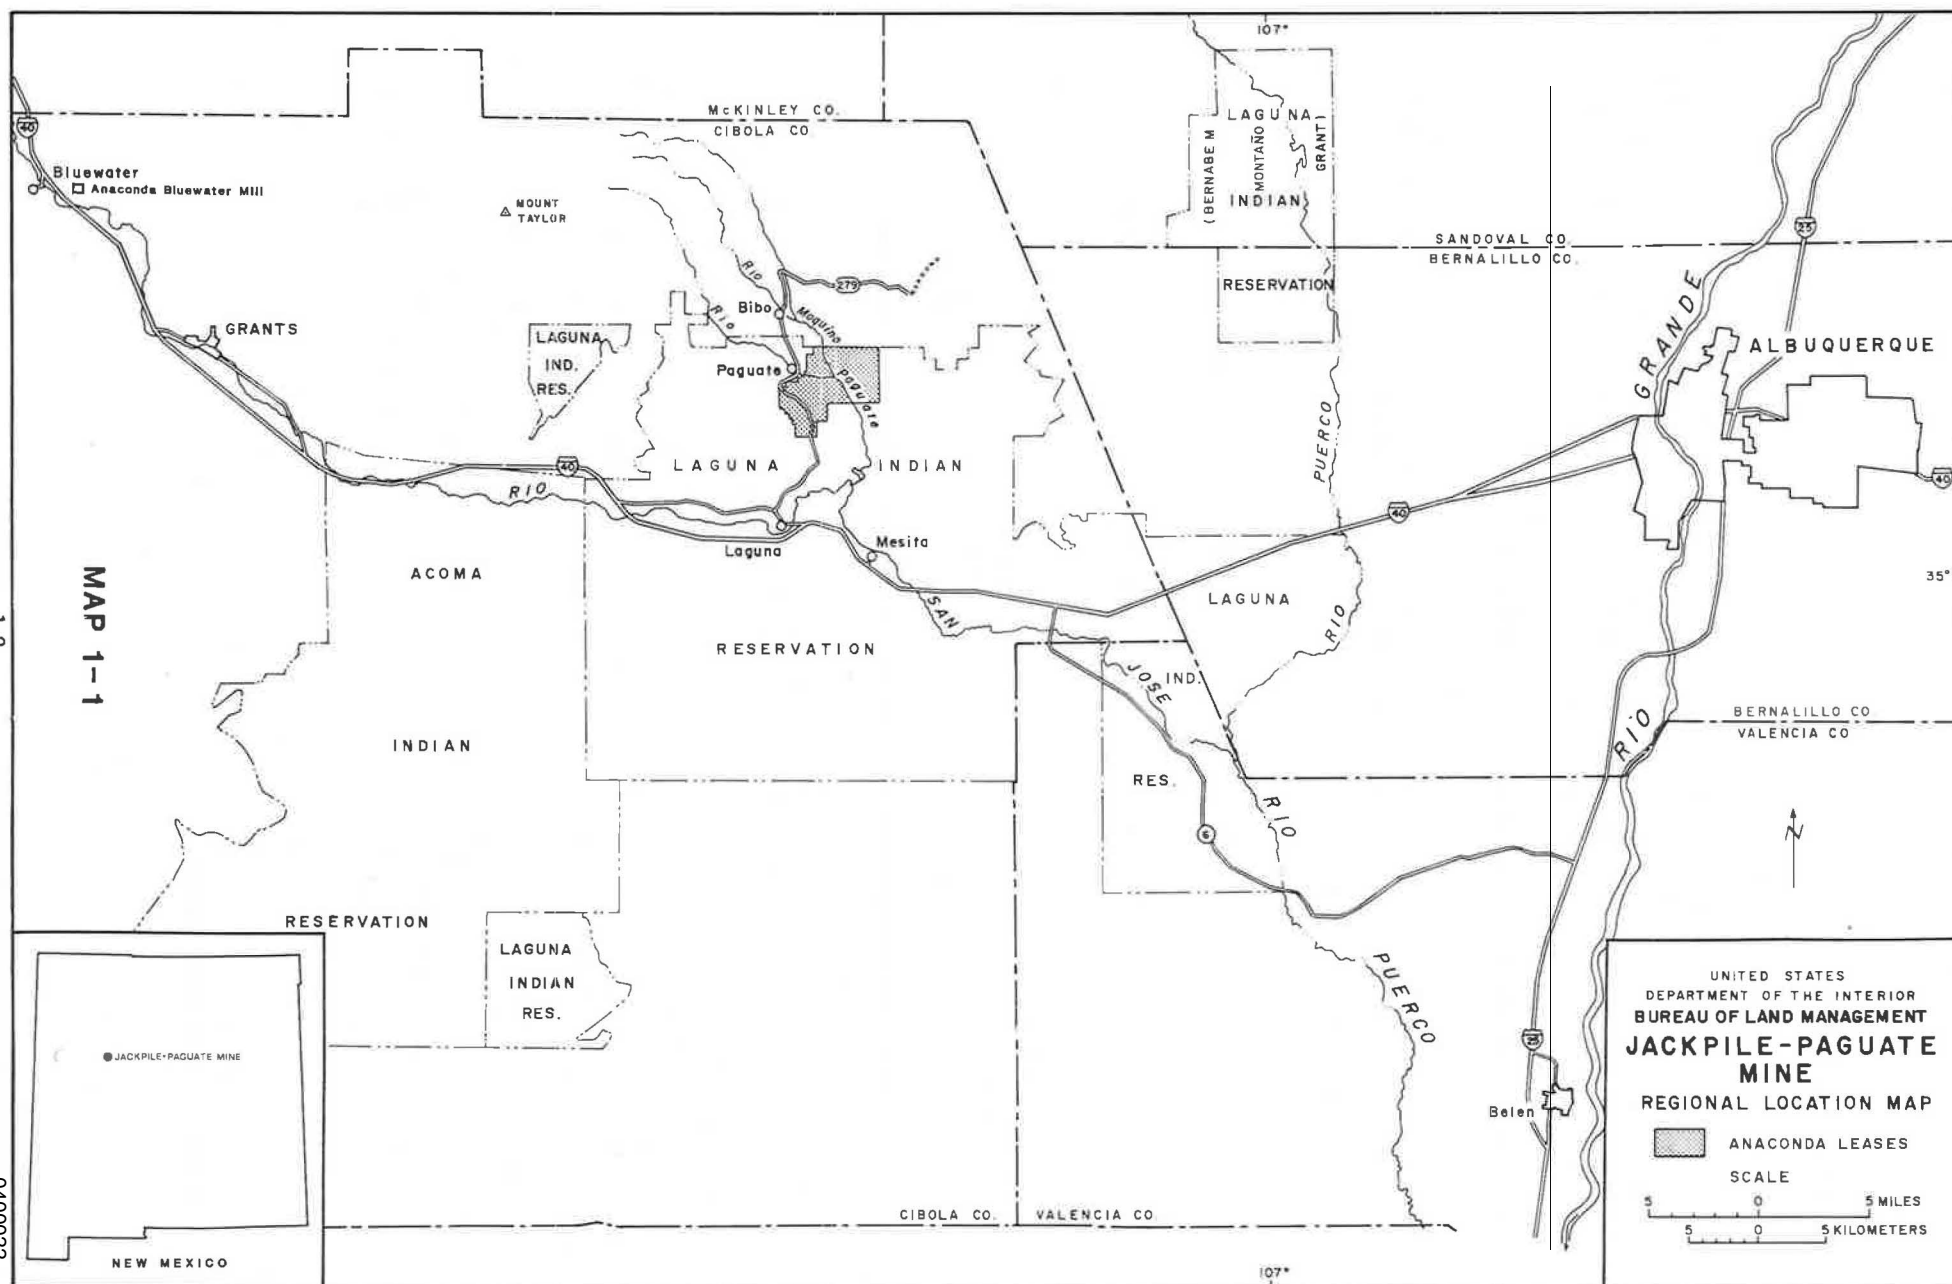 107°
McKINLEY CO.
CIBOLA CO
40
Bluewater
Anaconda Bluewater Mill
MOUNT
TAYLOR
LAGUNA
(BERNABE M
MONTAÑO
GRANT)
INDIAN
RESERVATION
SANDOVAL CO.
BERNALILLO CO.
25
RIO
279
Bibo
Moquino
RIO
Paguate
Paguate
GRANTS
LAGUNA
IND.
RES.
GRANDE
ALBUQUERQUE
PUERCO
LAGUNA INDIAN
40
RIO
40
40
Laguna
Mesita
ACOMA
SAN
35°
LAGUNA
RIO
RESERVATION
JOSE
IND.
MAP 1-1
INDIAN
RIO
BERNALILLO CO
VALENCIA CO
RES.
RIO
6
N
RESERVATION
LAGUNA
INDIAN
RES.
PUERCO
25
Belen
JACKPILE-PAGUATE MINE
NEW MEXICO
CIBOLA CO.
VALENCIA CO.
107°
UNITED STATES
DEPARTMENT OF THE INTERIOR
BUREAU OF LAND MANAGEMENT
JACKPILE-PAGUATE
MINE
REGIONAL LOCATION MAP
ANACONDA LEASES
SCALE
5 0 5 MILES
5 0 5 KILOMETERS